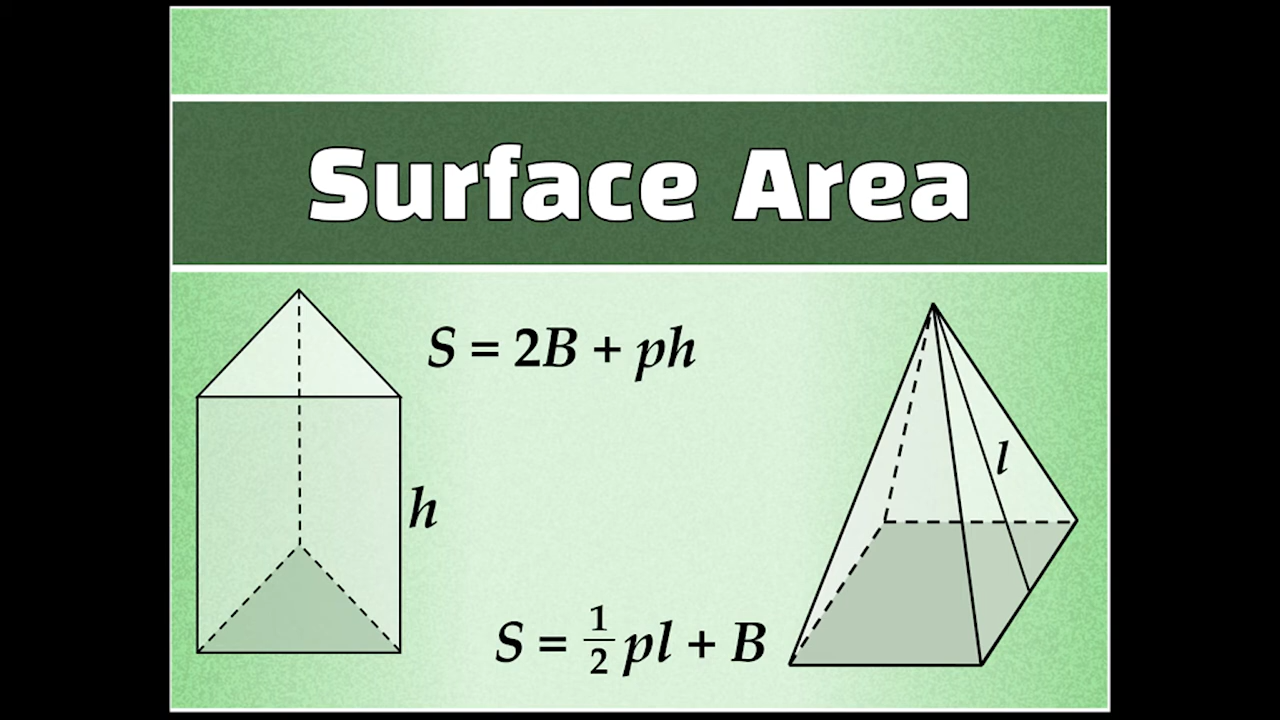 Surface Area
S = 2B + ph
h
l
S = 1/2 pl + B